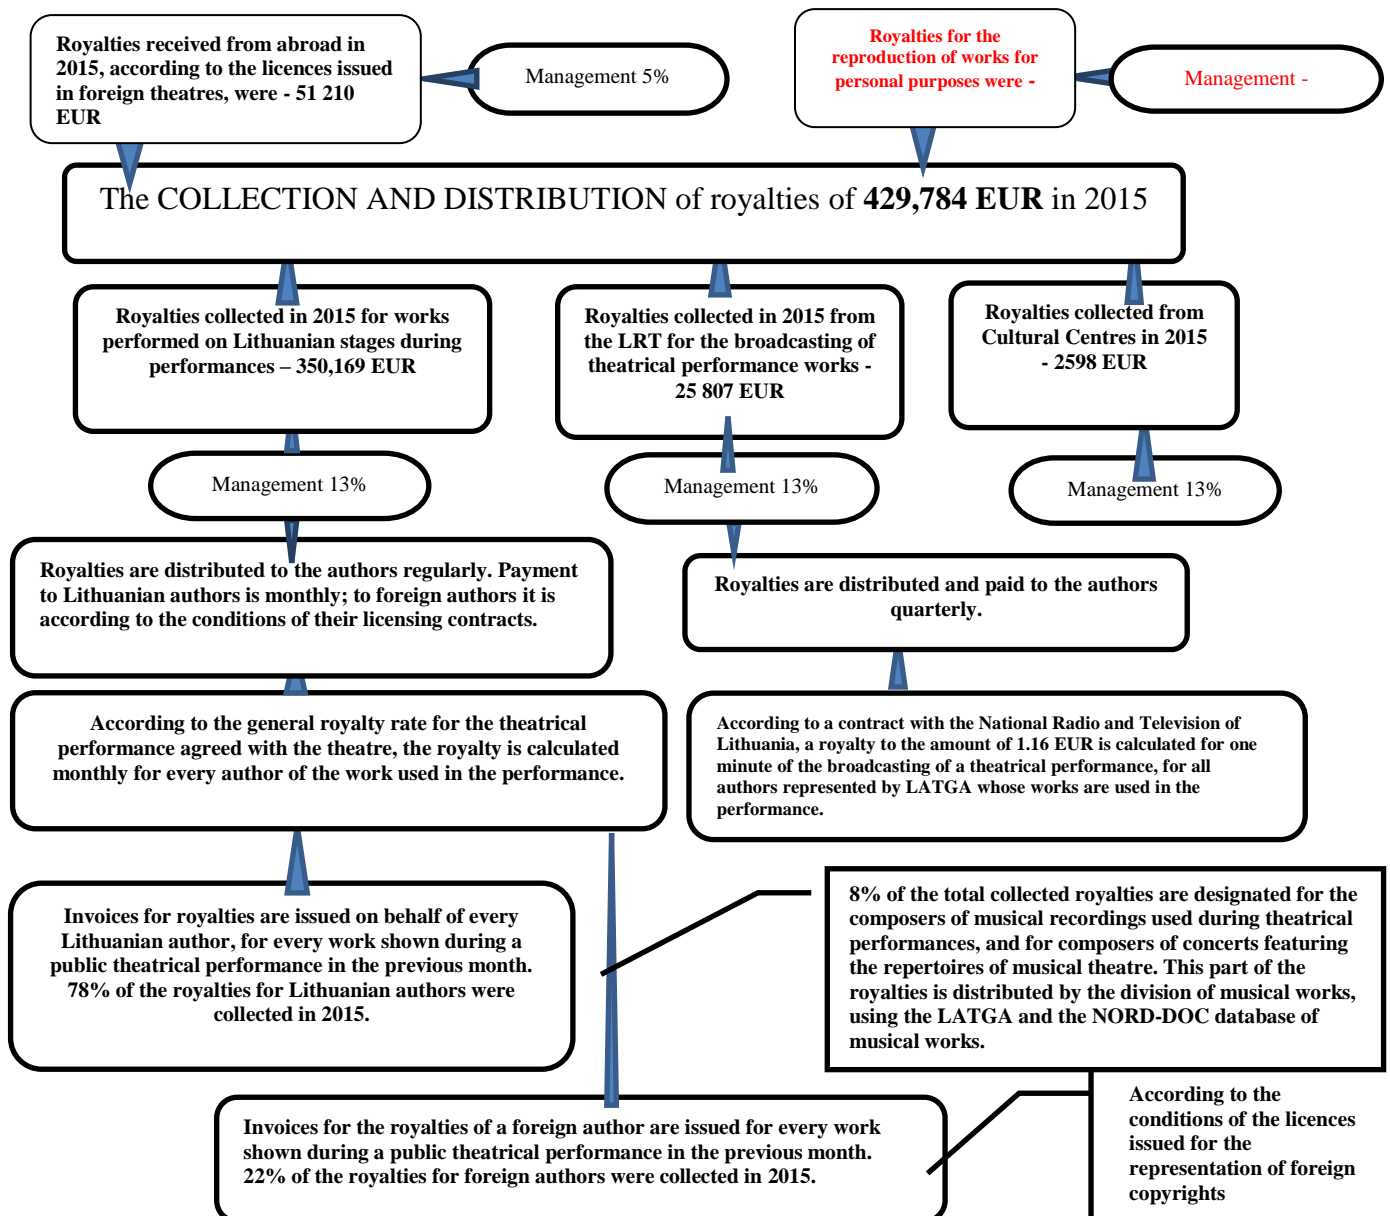 Royalties received from abroad in
2015, according to the licences issued
in foreign theatres, were - 51 210
EUR
Management 5%
Royalties for the
reproduction of works for
personal purposes were -
Management -
The COLLECTION AND DISTRIBUTION of royalties of 429,784 EUR in 2015
Royalties collected in 2015 for works
performed on Lithuanian stages during
performances – 350,169 EUR
Royalties collected in 2015 from
the LRT for the broadcasting of
theatrical performance works -
25 807 EUR
Royalties collected from
Cultural Centres in 2015
- 2598 EUR
Management 13%
Management 13%
Management 13%
Royalties are distributed to the authors regularly. Payment
to Lithuanian authors is monthly; to foreign authors it is
according to the conditions of their licensing contracts.
Royalties are distributed and paid to the authors
quarterly.
According to the general royalty rate for the theatrical
performance agreed with the theatre, the royalty is calculated
monthly for every author of the work used in the performance.
According to a contract with the National Radio and Television of
Lithuania, a royalty to the amount of 1.16 EUR is calculated for one
minute of the broadcasting of a theatrical performance, for all
authors represented by LATGA whose works are used in the
performance.
Invoices for royalties are issued on behalf of every
Lithuanian author, for every work shown during a
public theatrical performance in the previous month.
78% of the royalties for Lithuanian authors were
collected in 2015.
8% of the total collected royalties are designated for the
composers of musical recordings used during theatrical
performances, and for composers of concerts featuring
the repertoires of musical theatre. This part of the
royalties is distributed by the division of musical works,
using the LATGA and the NORD-DOC database of
musical works.
Invoices for the royalties of a foreign author are issued for every work
shown during a public theatrical performance in the previous month.
22% of the royalties for foreign authors were collected in 2015.
According to the
conditions of the licences
issued for the
representation of foreign
copyrights